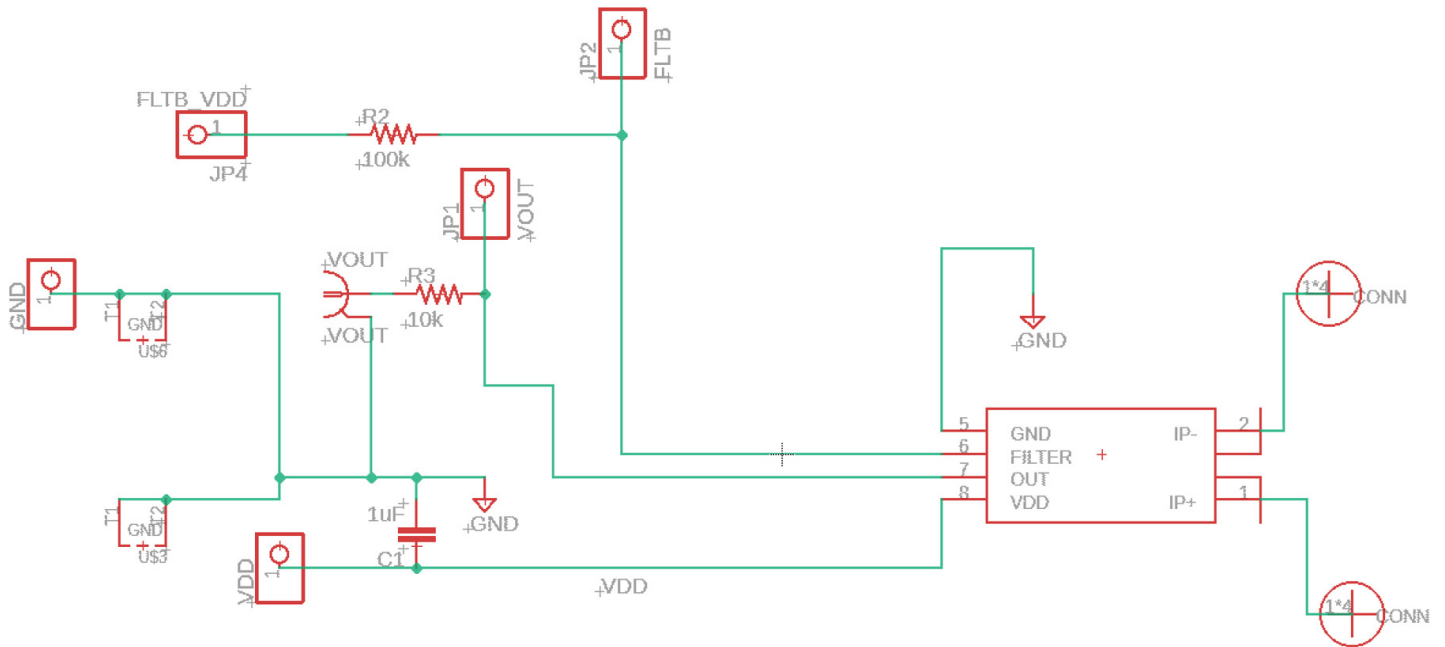 JP2
1
FLTB
FLTB_VDD
1
JP4
R2
100k
JP1
1
VOUT
VOUT
R3
10k
VOUT
GND
1
T1
T2
GND
U$6
GND
1*4
CONN
5
GND
IP-
2
6
FILTER
7
OUT
8
VDD
IP+
1
T1
T2
GND
U$3
1uF
C1
GND
VDD
1
VDD
1*4
CONN